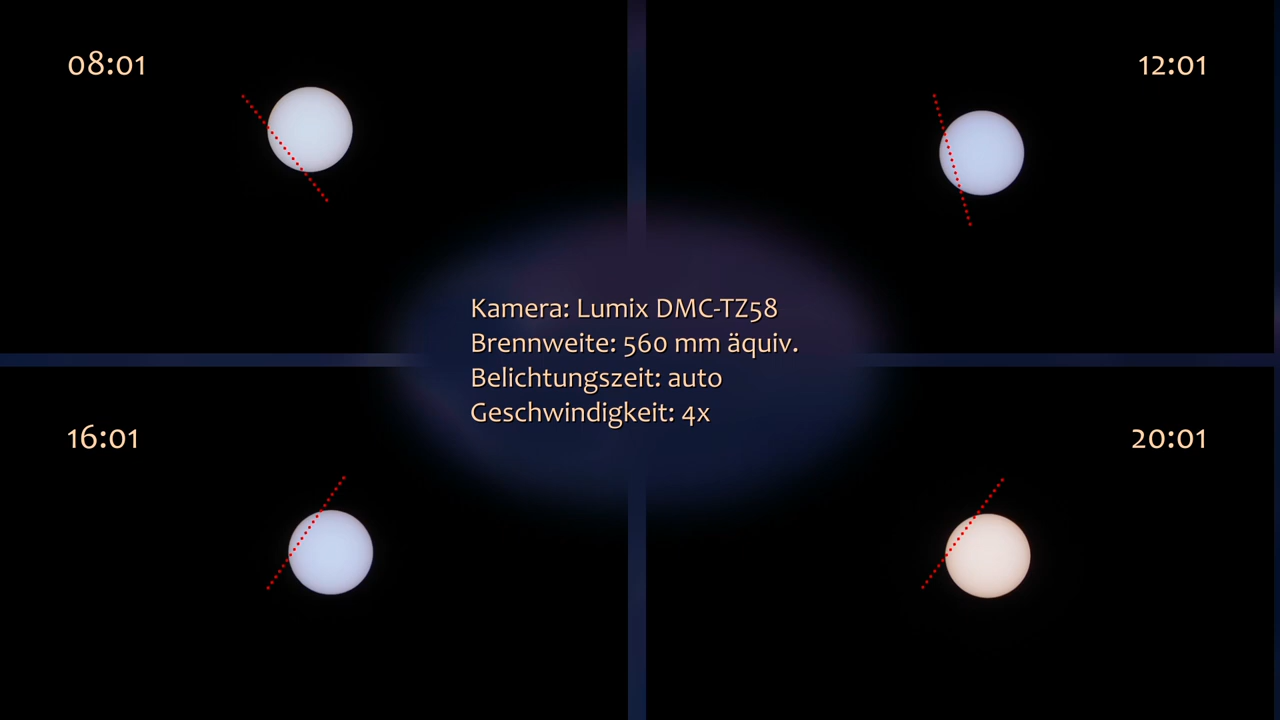 08:01
12:01
Kamera: Lumix DMC-TZ58
Brennweite: 560 mm äquiv.
Belichtungszeit: auto
Geschwindigkeit: 4x
16:01
20:01